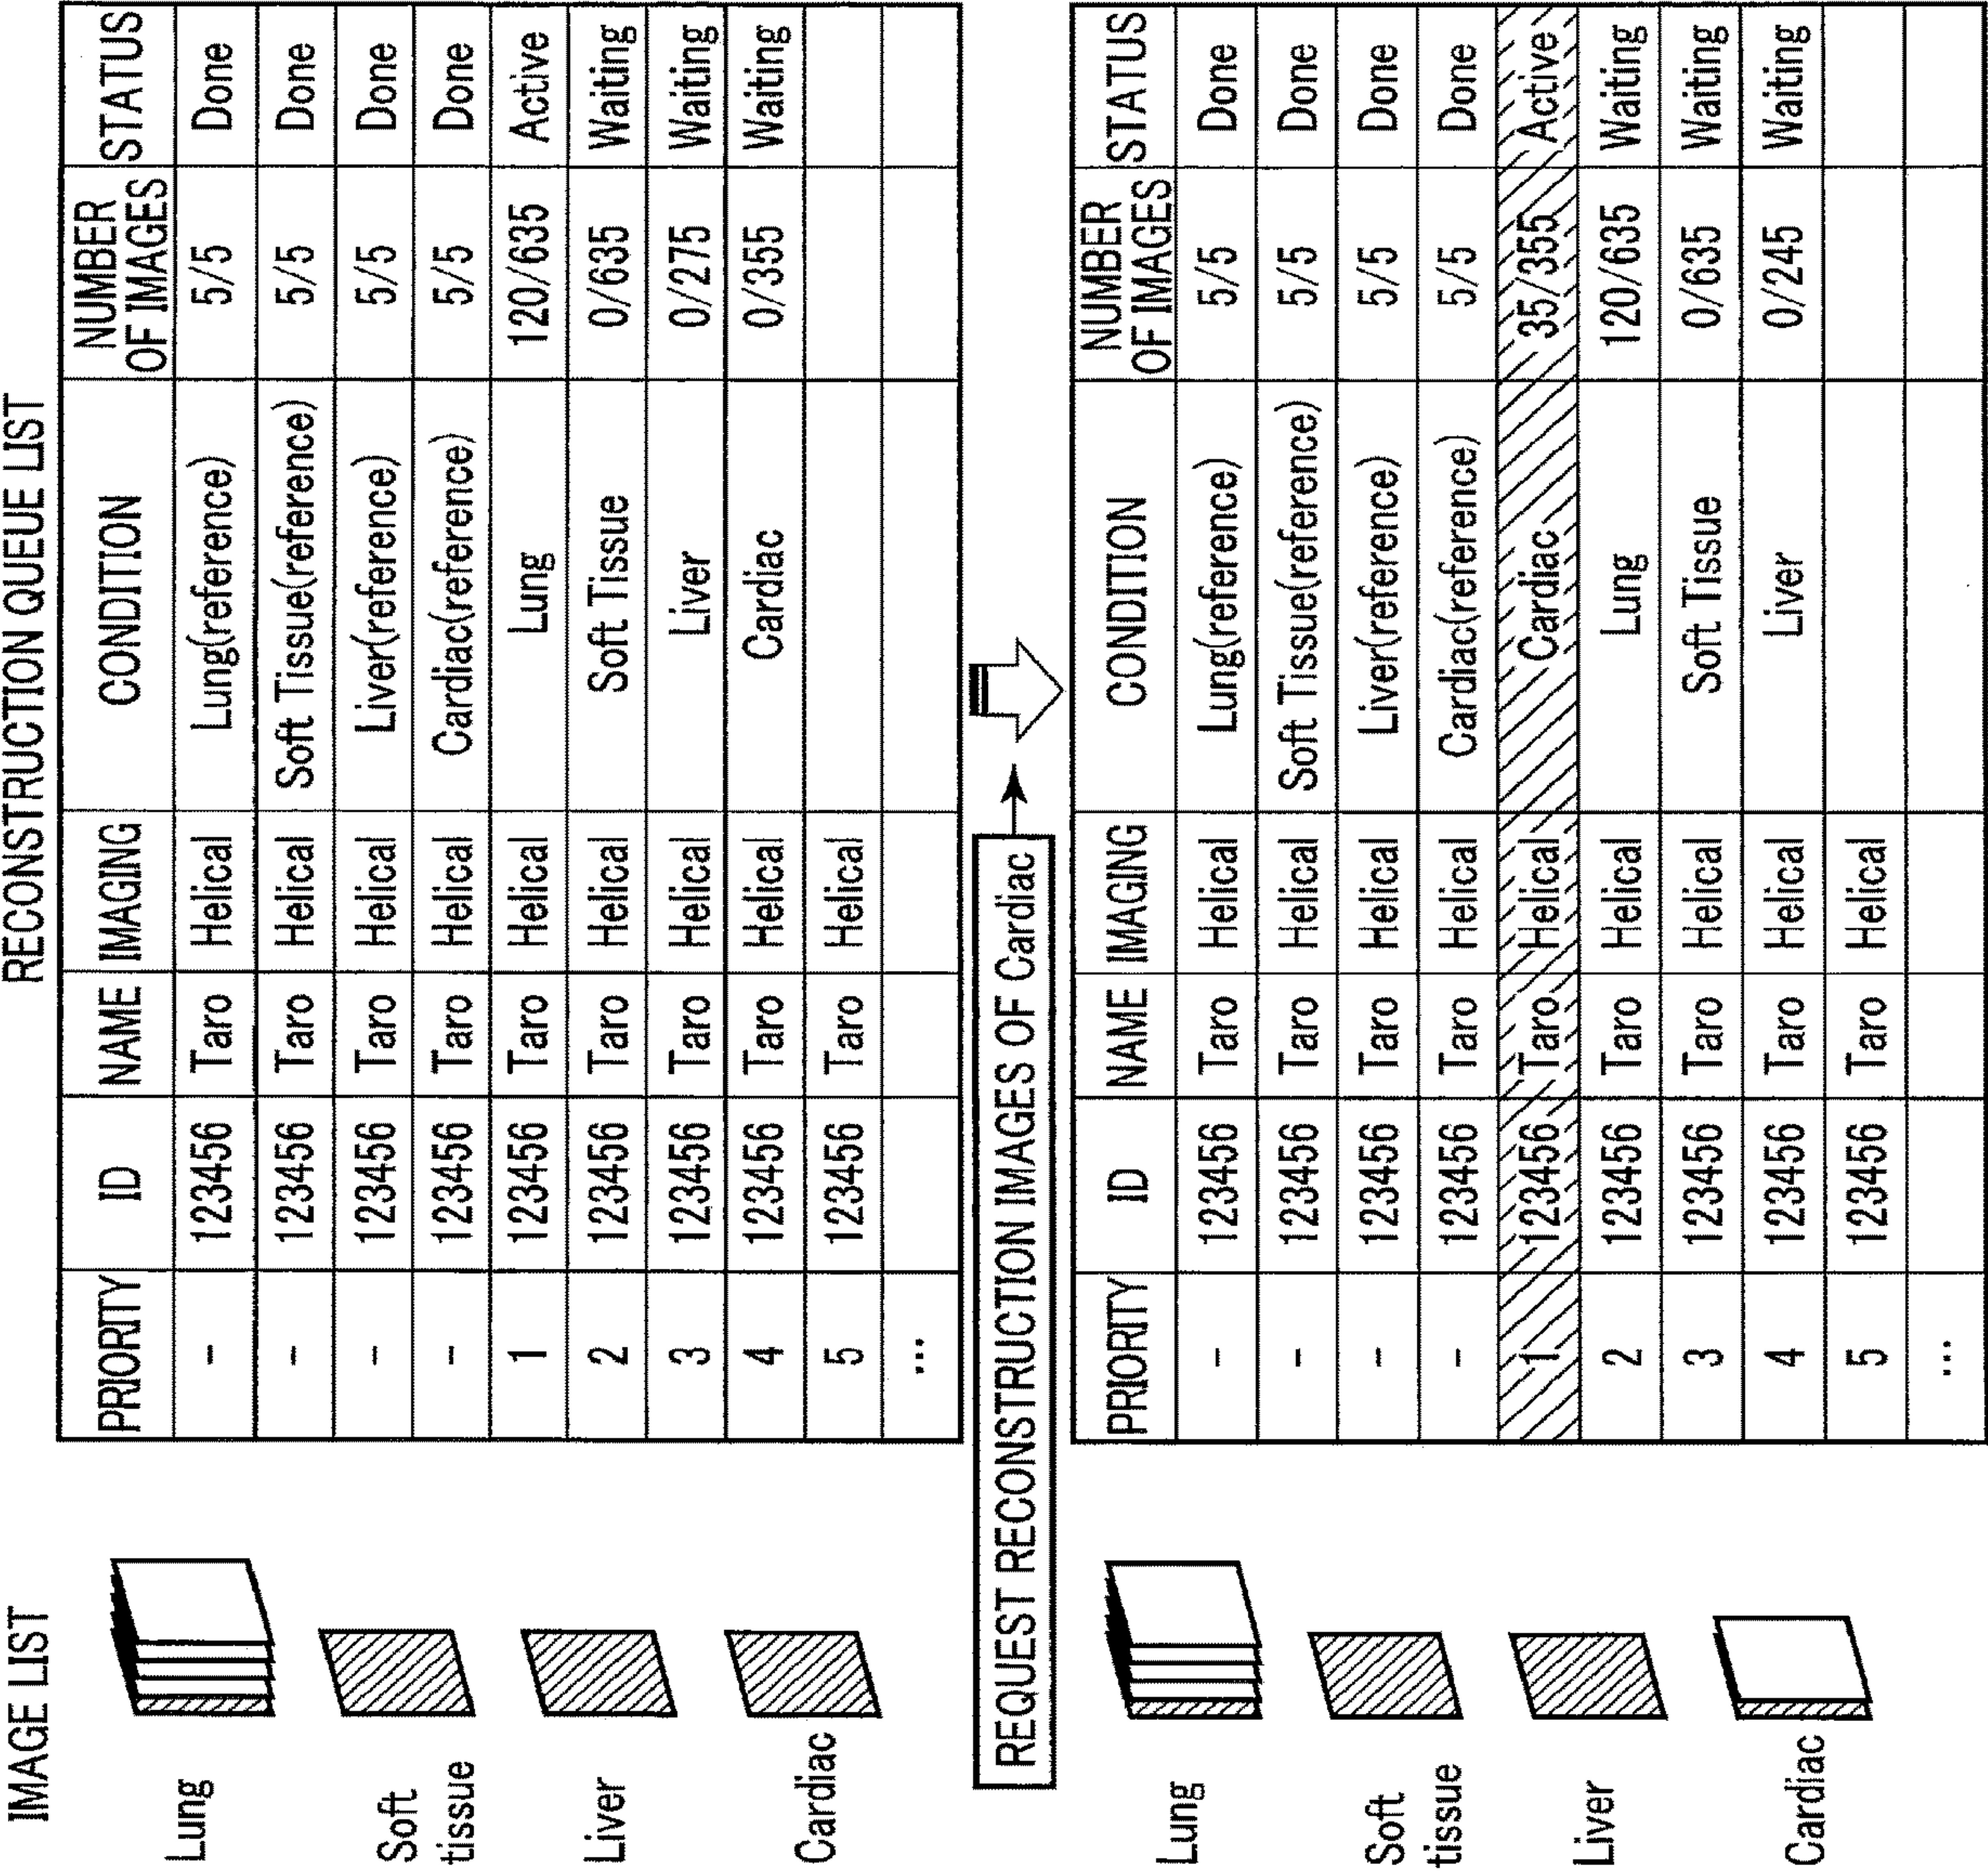 RECONSTRUCTION QUEUE LIST
IMAGE LIST
Lung
Soft
tissue
Liver
Cardiac
PRIORITY ID NAME IMAGING CONDITION NUMBER OF IMAGES STATUS
- 123456 Taro Helical Lung(reference) 5/5 Done
- 123456 Taro Helical Soft Tissue(reference) 5/5 Done
- 123456 Taro Helical Liver(reference) 5/5 Done
- 123456 Taro Helical Cardiac(reference) 5/5 Done
1 123456 Taro Helical Lung 120/635 Active
2 123456 Taro Helical Soft Tissue 0/635 Waiting
3 123456 Taro Helical Liver 0/275 Waiting
4 123456 Taro Helical Cardiac 0/355 Waiting
5 123456 Taro Helical
...
REQUEST RECONSTRUCTION IMAGES OF Cardiac
Lung
Soft
tissue
Liver
Cardiac
PRIORITY ID NAME IMAGING CONDITION NUMBER OF IMAGES STATUS
- 123456 Taro Helical Lung(reference) 5/5 Done
- 123456 Taro Helical Soft Tissue(reference) 5/5 Done
- 123456 Taro Helical Liver(reference) 5/5 Done
- 123456 Taro Helical Cardiac(reference) 5/5 Done
1 123456 Taro Helical Cardiac 35/355 Active
2 123456 Taro Helical Lung 120/635 Waiting
3 123456 Taro Helical Soft Tissue 0/635 Waiting
4 123456 Taro Helical Liver 0/245 Waiting
5 123456 Taro Helical
...